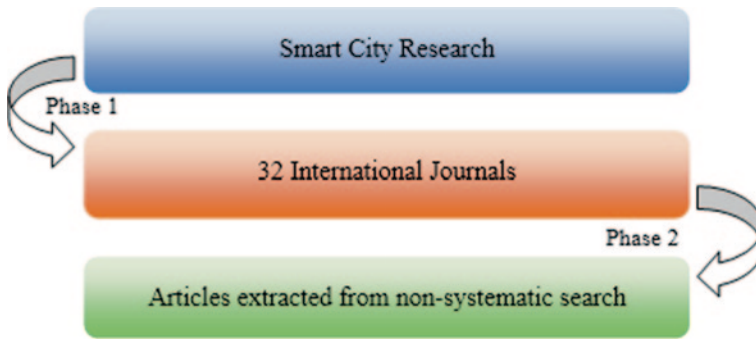 Smart City Research
Phase 1
32 International Journals
Phase 2
Articles extracted from non-systematic search